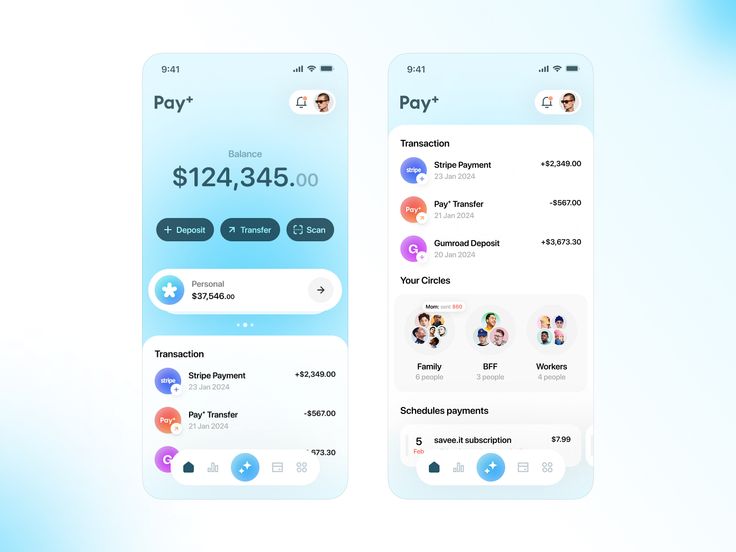 9:41
Pay+
Balance
$124,345.00
+ Deposit
Transfer
Scan
Personal
$37,546.00
Transaction
stripe
Stripe Payment
+$2,349.00
23 Jan 2024
Pay+
Pay+ Transfer
-$567.00
21 Jan 2024
G
,673.30
9:41
Pay+
Transaction
stripe
Stripe Payment
+$2,349.00
23 Jan 2024
Pay+
Pay+ Transfer
-$567.00
21 Jan 2024
G
Gumroad Deposit
+$3,673.30
20 Jan 2024
Your Circles
Mom: sent $60
Family
BFF
Workers
6 people
3 people
4 people
Schedules payments
5
Feb
savee.it subscription
$7.99